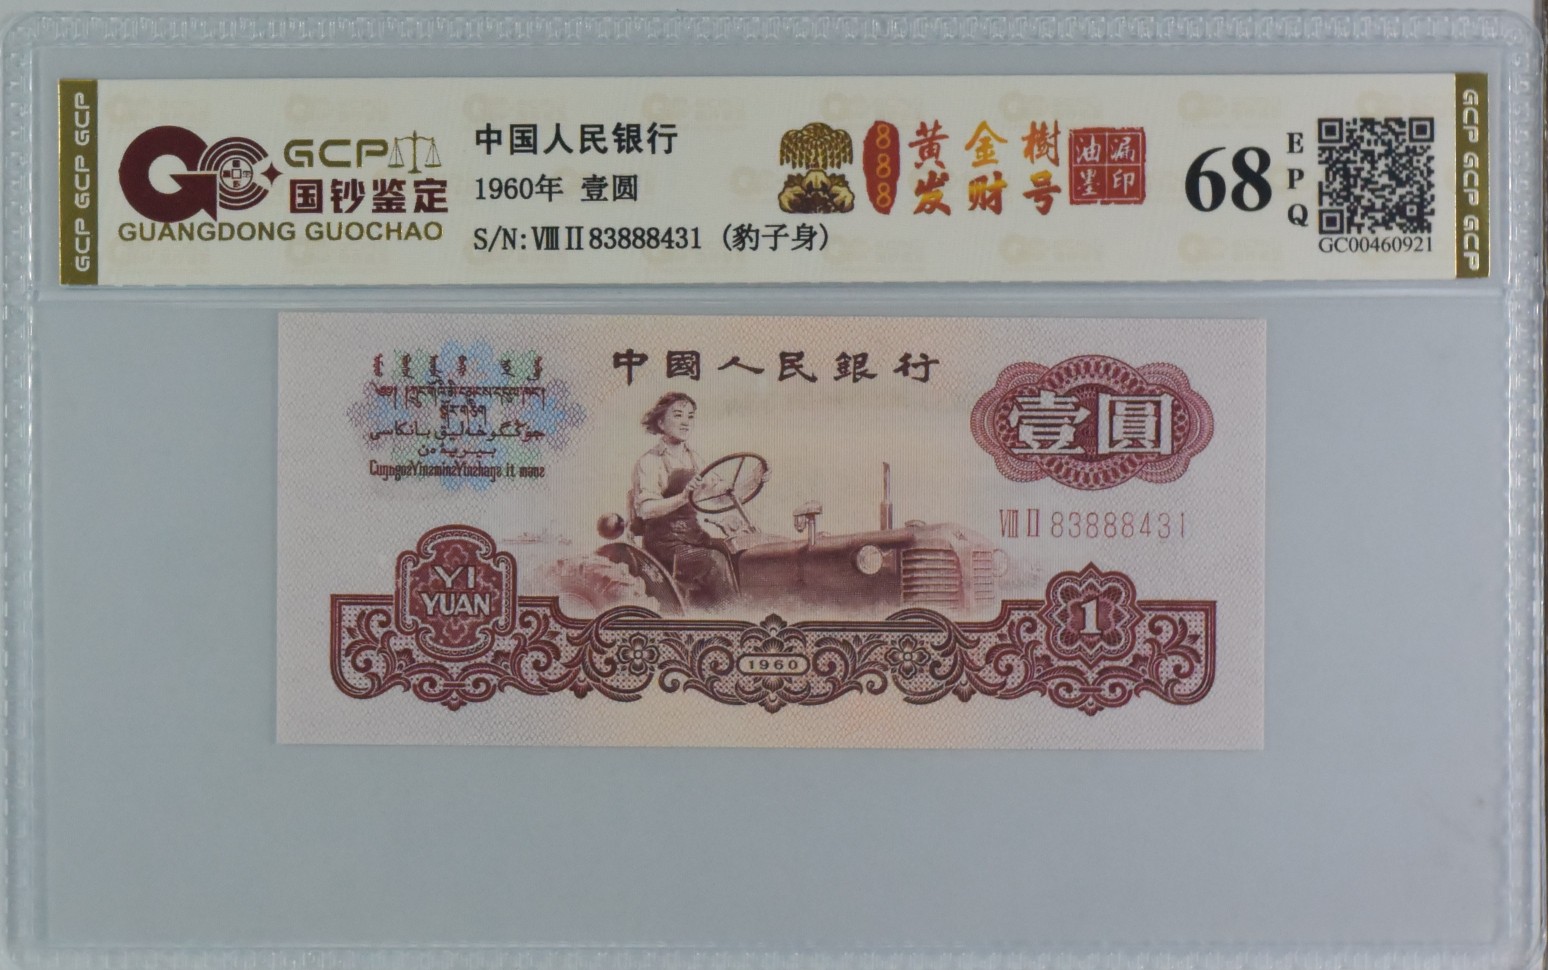 GCP GCP GCP
GCP
国钞鉴定
GUANGDONG GUOCHAO
中国人民银行
1960年 壹圆
S/N: Ⅷ Ⅱ 83888431 (豹子身)
888
黄金樹
发财号
漏印
油墨
68
EPQ
GC00460921
GCP GCP GCP
中國人民銀行
壹圓
Ⅷ Ⅱ 83888431
YI
YUAN
1960
1